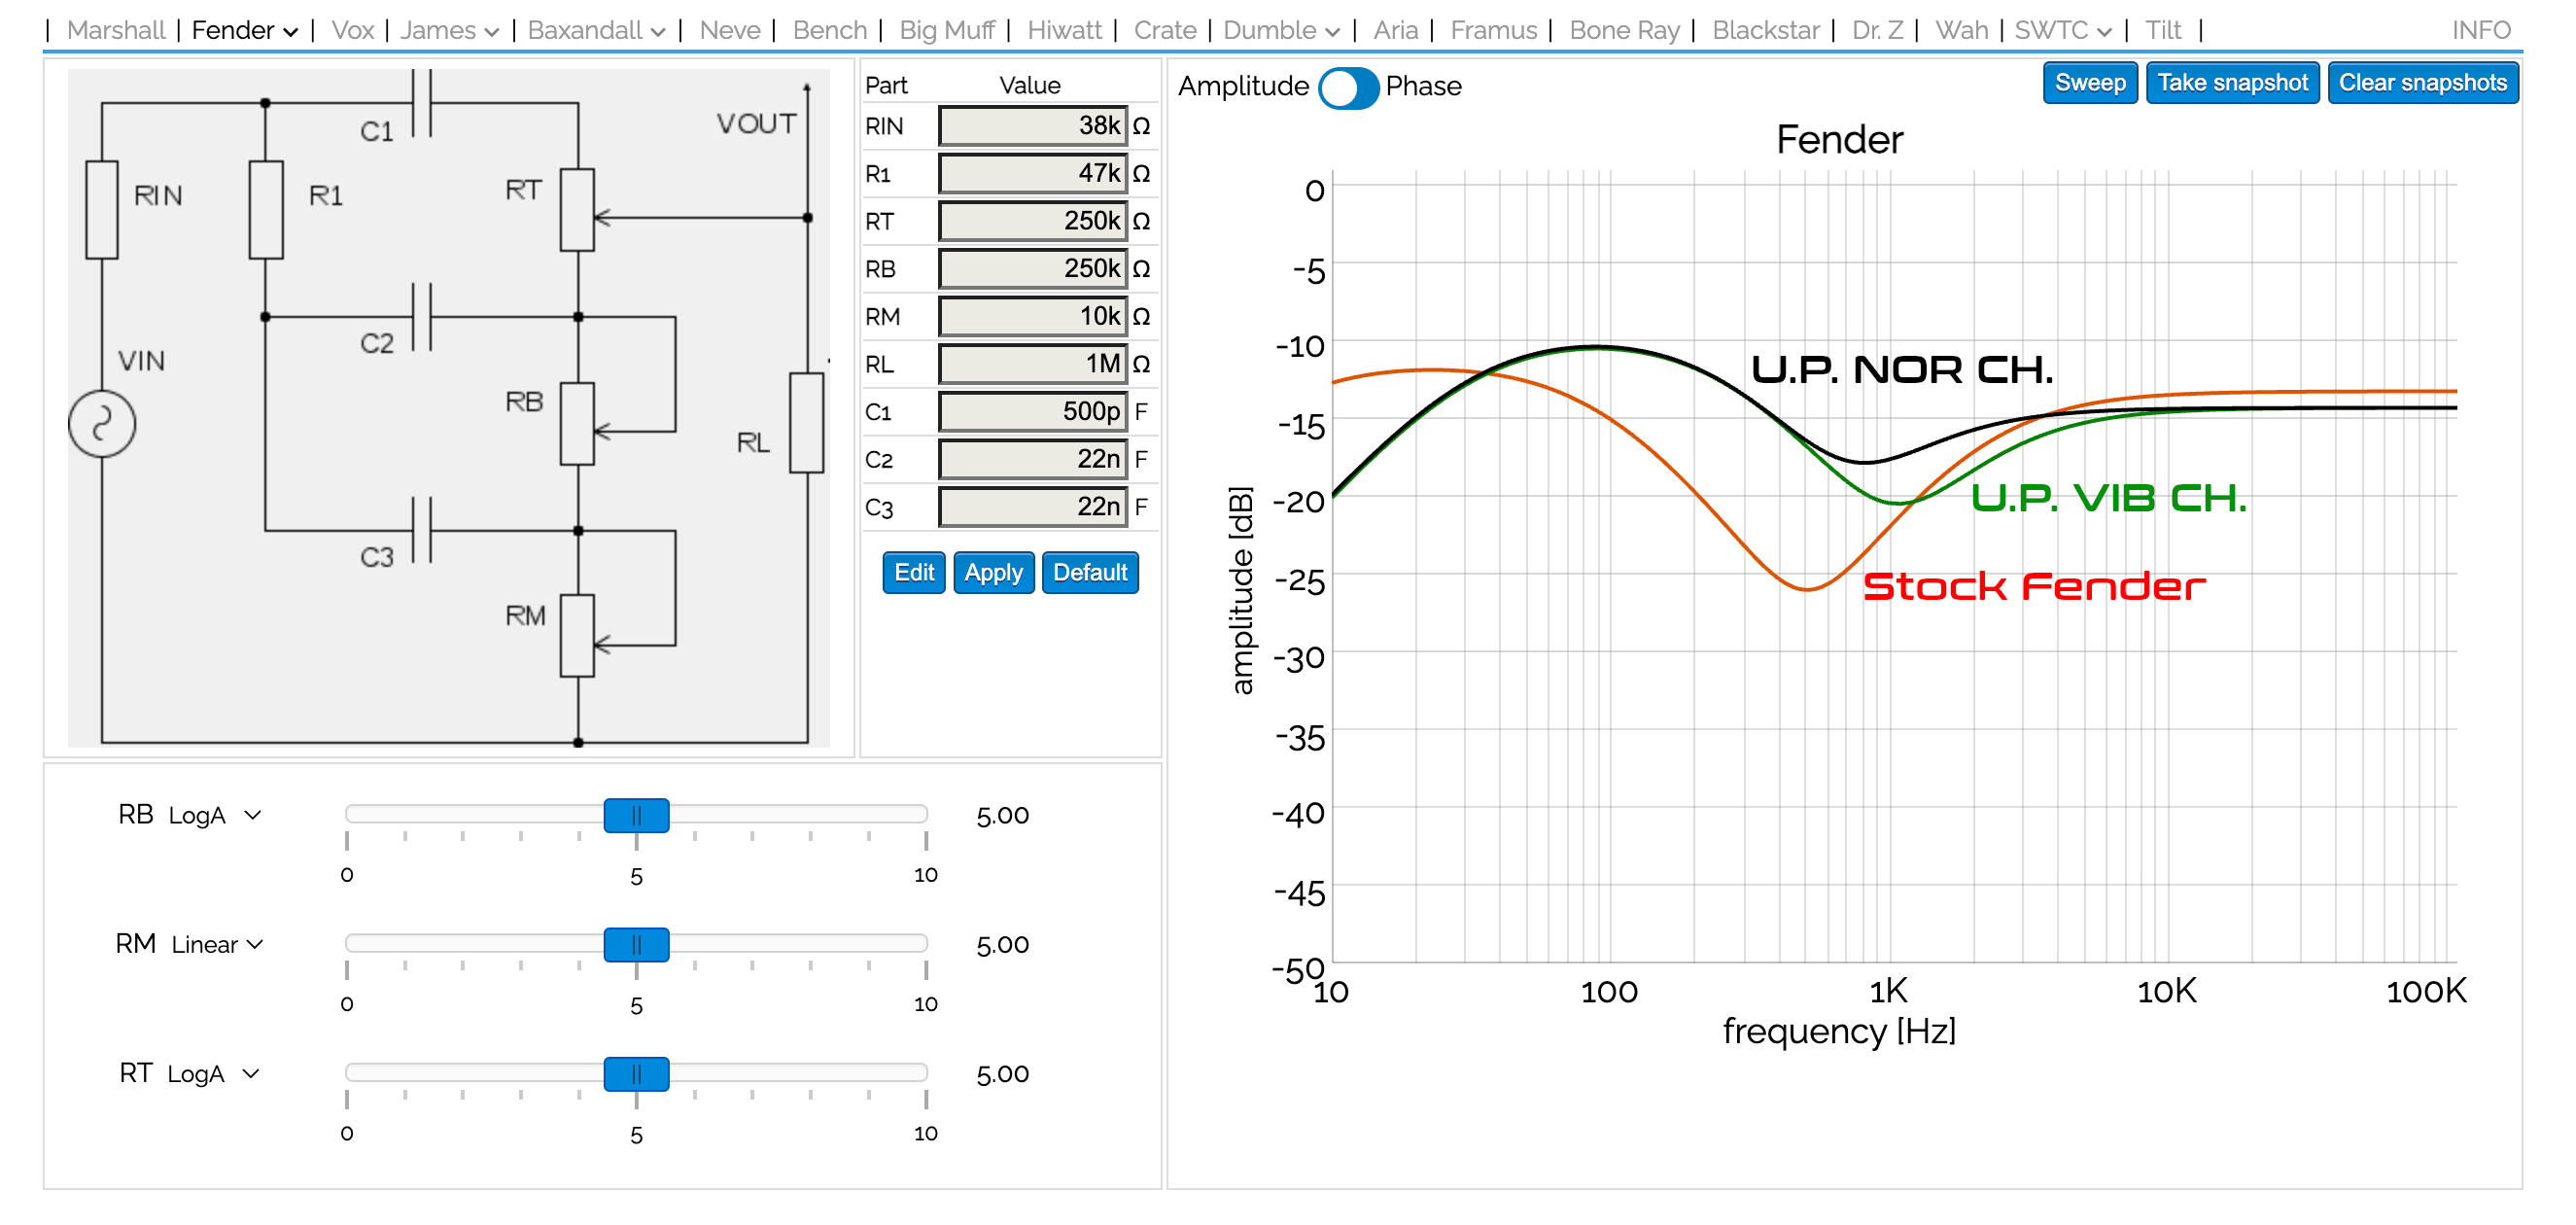 | Marshall | Fender | Vox | James | Baxandall | Neve | Bench | Big Muff | Hiwatt | Crate | Dumble | Aria | Framus | Bone Ray | Blackstar | Dr. Z | Wah | SWTC | Tilt | INFO
C1
VOUT
RIN
R1
RT
C2
VIN
RB
RL
C3
RM
Part Value
RIN 38k Ω
R1 47k Ω
RT 250k Ω
RB 250k Ω
RM 10k Ω
RL 1M Ω
C1 500p F
C2 22n F
C3 22n F
Edit Apply Default
Amplitude Phase
Sweep Take snapshot Clear snapshots
Fender
0
-5
-10
-15
-20
-25
-30
-35
-40
-45
-50
amplitude [dB]
U.P. NOR CH.
U.P. VIB CH.
Stock Fender
10 100 1K 10K 100K
frequency [Hz]
RB LogA 5.00
0 5 10
RM Linear 5.00
0 5 10
RT LogA 5.00
0 5 10